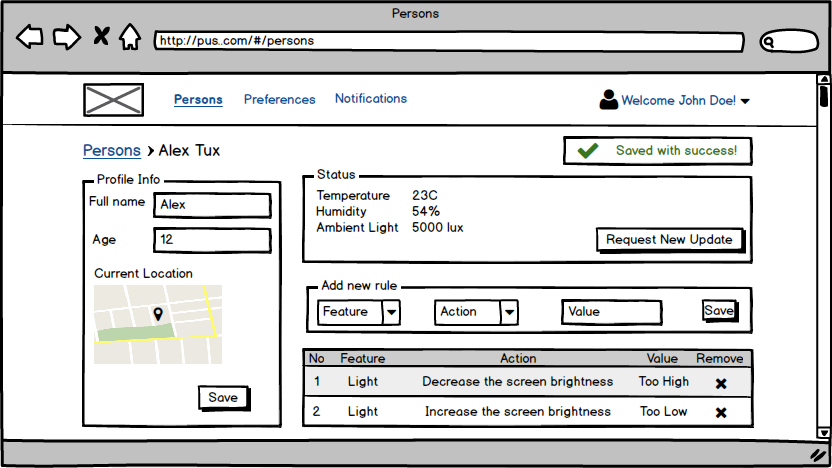 Persons
http://pus..com/#/persons
Persons Preferences Notifications Welcome John Doe!
Persons > Alex Tux
Saved with success!
Profile Info
Full name Alex
Age 12
Current Location
Save
Status
Temperature 23C
Humidity 54%
Ambient Light 5000 lux
Request New Update
Add new rule
Feature Action Value Save
No Feature Action Value Remove
1 Light Decrease the screen brightness Too High
2 Light Increase the screen brightness Too Low